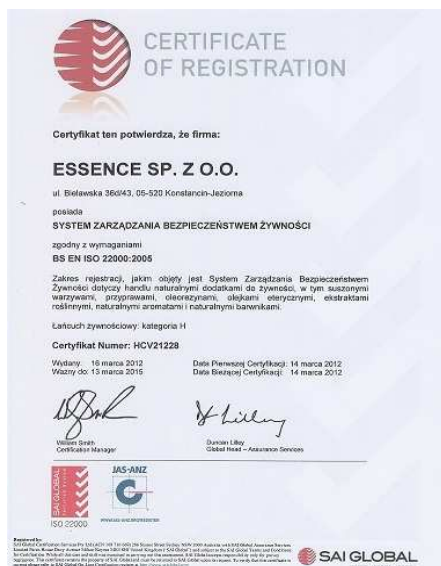 CERTIFICATE
OF REGISTRATION
Certyfikat ten potwierdza, że firma:
ESSENCE SP. Z O.O.
ul. Bielawska 36d/43, 05-520 Konstancin-Jeziorna
posiada
SYSTEM ZARZĄDZANIA BEZPIECZEŃSTWEM ŻYWNOŚCI
zgodny z wymaganiami
BS EN ISO 22000:2005
Zakres rejestracji, jakim objęty jest System Zarządzania Bezpieczeństwem
Żywności dotyczy handlu naturalnymi dodatkami do żywności, w tym suszonymi
warzywami, przyprawami, oleorezynami, olejkami eterycznymi, ekstraktami
roślinnymi, naturalnymi aromatami i naturalnymi barwnikami.
Łańcuch żywnościowy: kategoria H
Certyfikat Numer: HCV21228
Wydany: 16 marca 2012 Data Pierwszej Certyfikacji: 14 marca 2012
Ważny do: 13 marca 2015 Data Bieżącej Certyfikacji: 14 marca 2012
William Smith Duncan Lilley
Certification Manager Global Head – Assurance Services
JAS-ANZ
SAI GLOBAL
C
ISO 22000
Registered by:
SAI GLOBAL